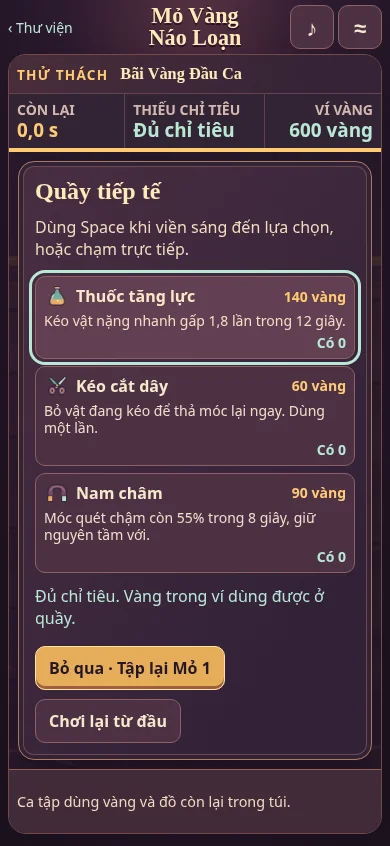 ‹ Thư viện
Mỏ Vàng
Náo Loạn
♪
≈
THỬ THÁCH Bãi Vàng Đầu Ca
CÒN LẠI
0,0 s
THIẾU CHỈ TIÊU
Đủ chỉ tiêu
VÍ VÀNG
600 vàng
Quầy tiếp tế
Dùng Space khi viền sáng đến lựa chọn,
hoặc chạm trực tiếp.
Thuốc tăng lực 140 vàng
Kéo vật nặng nhanh gấp 1,8 lần trong 12 giây.
Có 0
Kéo cắt dây 60 vàng
Bỏ vật đang kéo để thả móc lại ngay. Dùng
một lần.
Có 0
Nam châm 90 vàng
Móc quét chậm còn 55% trong 8 giây, giữ
nguyên tầm với.
Có 0
Đủ chỉ tiêu. Vàng trong ví dùng được ở
quầy.
Bỏ qua · Tập lại Mỏ 1
Chơi lại từ đầu
Ca tập dùng vàng và đồ còn lại trong túi.